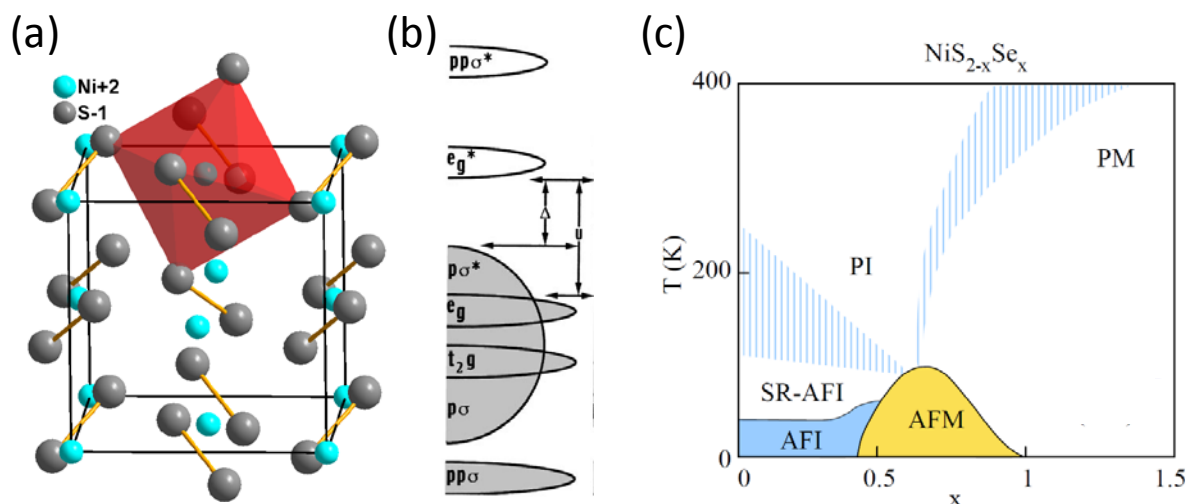 (a)
Ni+2
S-1
(b)
ppσ*
eg*
Δ
u
pσ*
eg
t2g
pσ
ppσ
(c)
NiS2-xSex
T (K)
400
200
0
PI
PM
SR-AFI
AFI
AFM
0
0.5
1
1.5
x